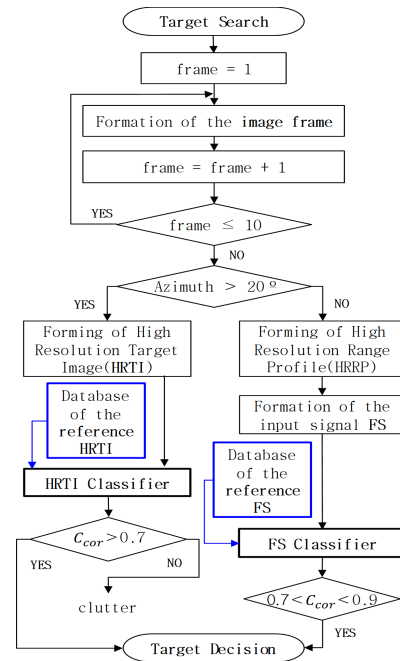 Target Search
frame = 1
Formation of the image frame
frame = frame + 1
YES
frame ≤ 10
NO
Azimuth > 20º
YES
NO
Forming of High
Resolution Target
Image(HRTI)
Forming of High
Resolution Range
Profile(HRRP)
Database
of the
reference
HRTI
Formation of the
input signal FS
Database
of the
reference
FS
HRTI Classifier
C_cor>0.7
YES
NO
FS Classifier
clutter
0.7<C_cor<0.9
YES
Target Decision